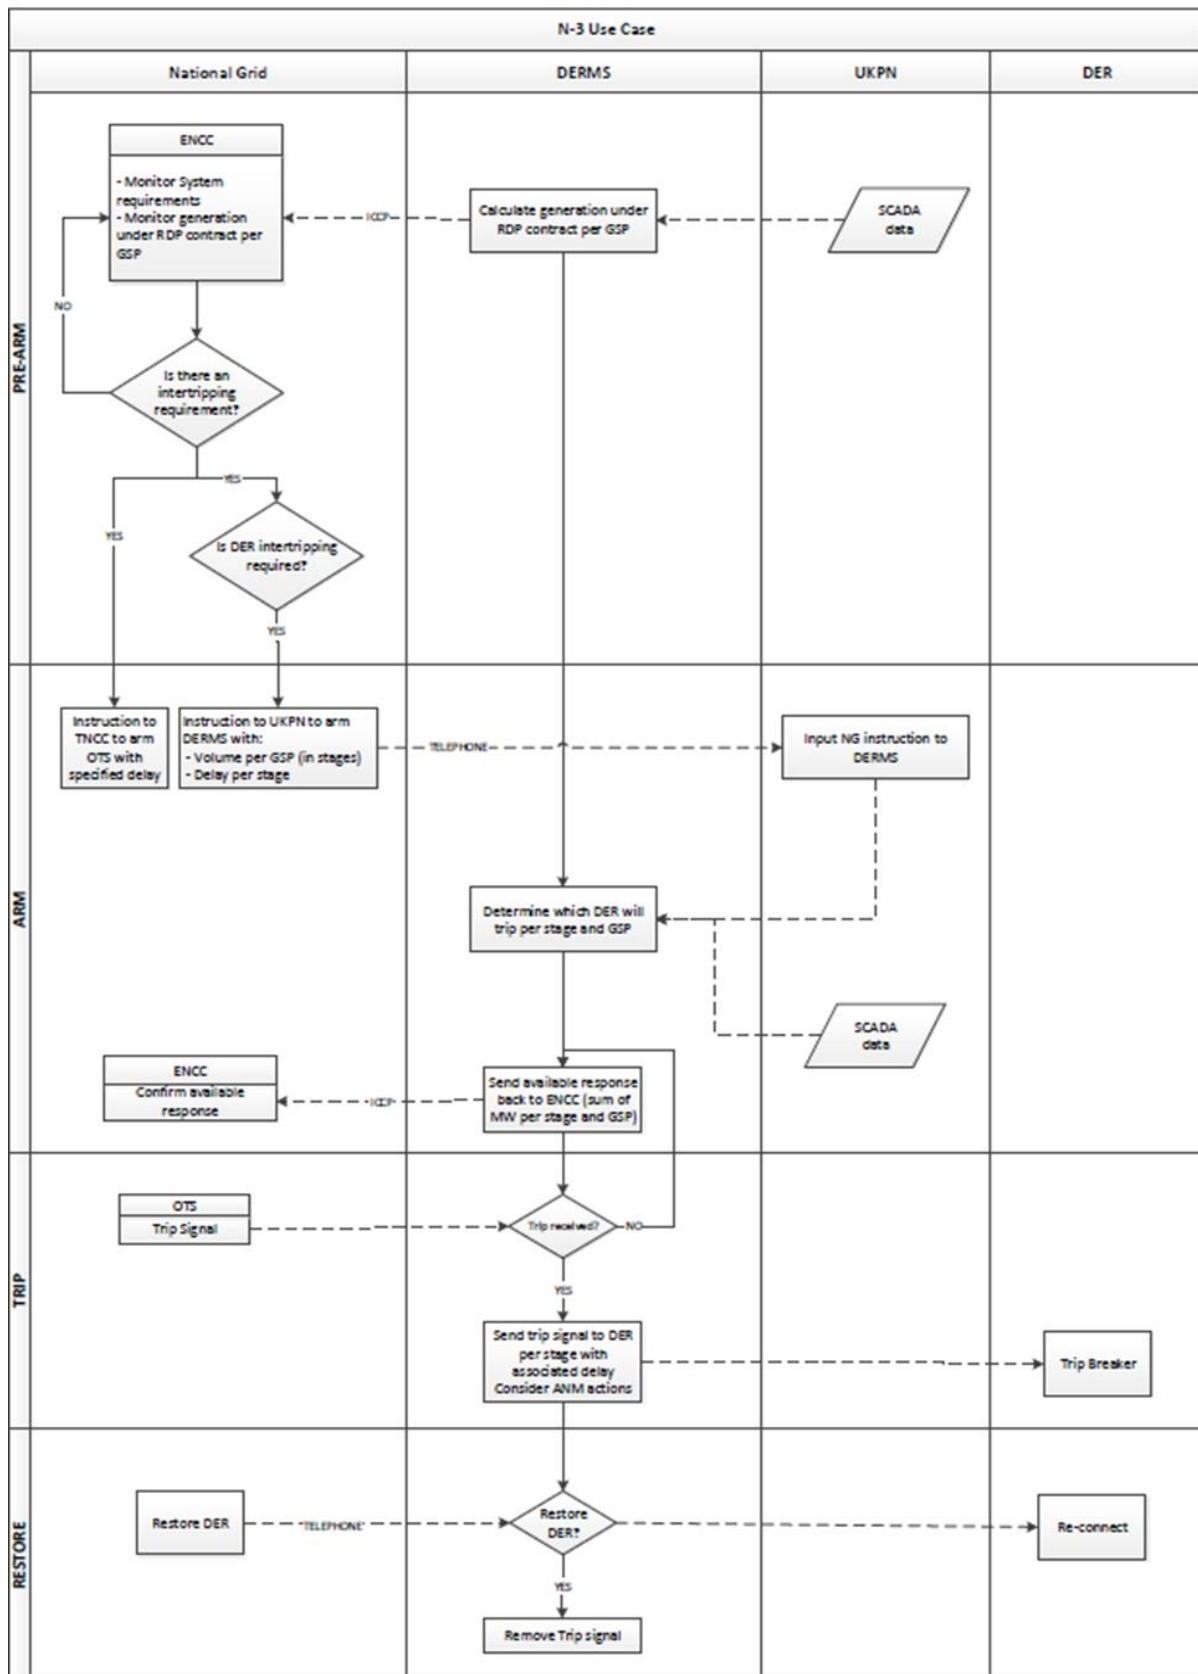 N-3 Use Case
National Grid
DERMS
UKPN
DER
PRE-ARM
ENCC
- Monitor System
requirements
- Monitor generation
under RDP contract per
GSP
ICCP
Calculate generation under
RDP contract per GSP
SCADA
data
NO
Is there an
intertripping
requirement?
YES
YES
Is DER intertripping
required?
YES
ARM
Instruction to
TNCC to arm
OTS with
specified delay
Instruction to UKPN to arm
DERMS with:
- Volume per GSP (in stages)
- Delay per stage
TELEPHONE
Input NG instruction to
DERMS
Determine which DER will
trip per stage and GSP
SCADA
data
ENCC
Confirm available
response
ICCP
Send available response
back to ENCC (sum of
MW per stage and GSP)
TRIP
OTS
Trip Signal
Trip received?
NO
YES
Send trip signal to DER
per stage with
associated delay
Consider ANM actions
Trip Breaker
RESTORE
Restore DER
TELEPHONE
Restore
DER?
Re-connect
YES
Remove Trip signal